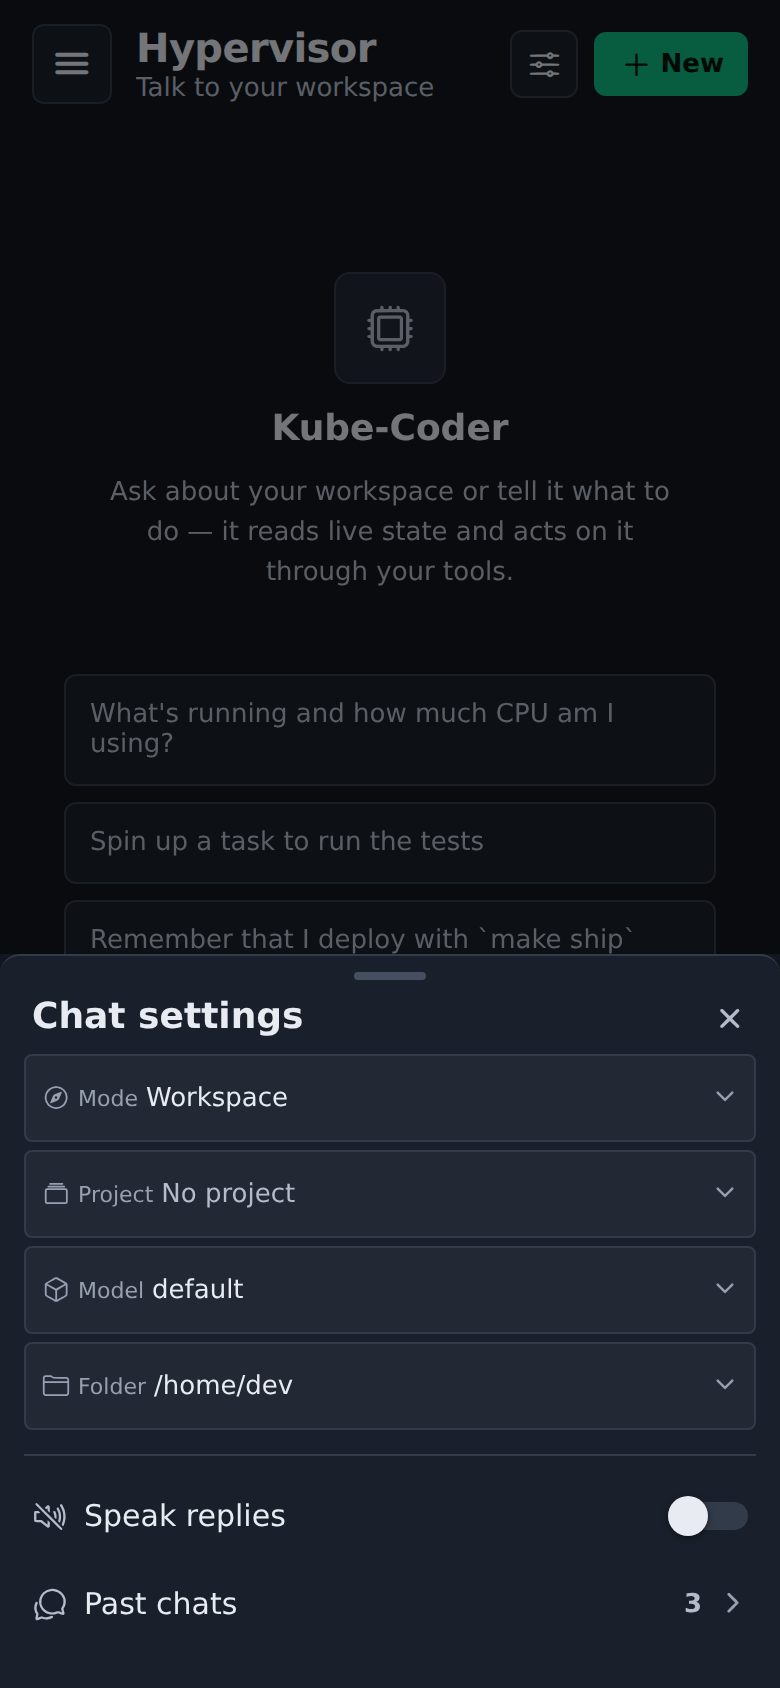 Hypervisor
Talk to your workspace
New
Kube-Coder
Ask about your workspace or tell it what to
do — it reads live state and acts on it
through your tools.
What's running and how much CPU am I
using?
Spin up a task to run the tests
Remember that I deploy with `make ship`
Chat settings
Mode Workspace
Project No project
Model default
Folder /home/dev
Speak replies
Past chats 3